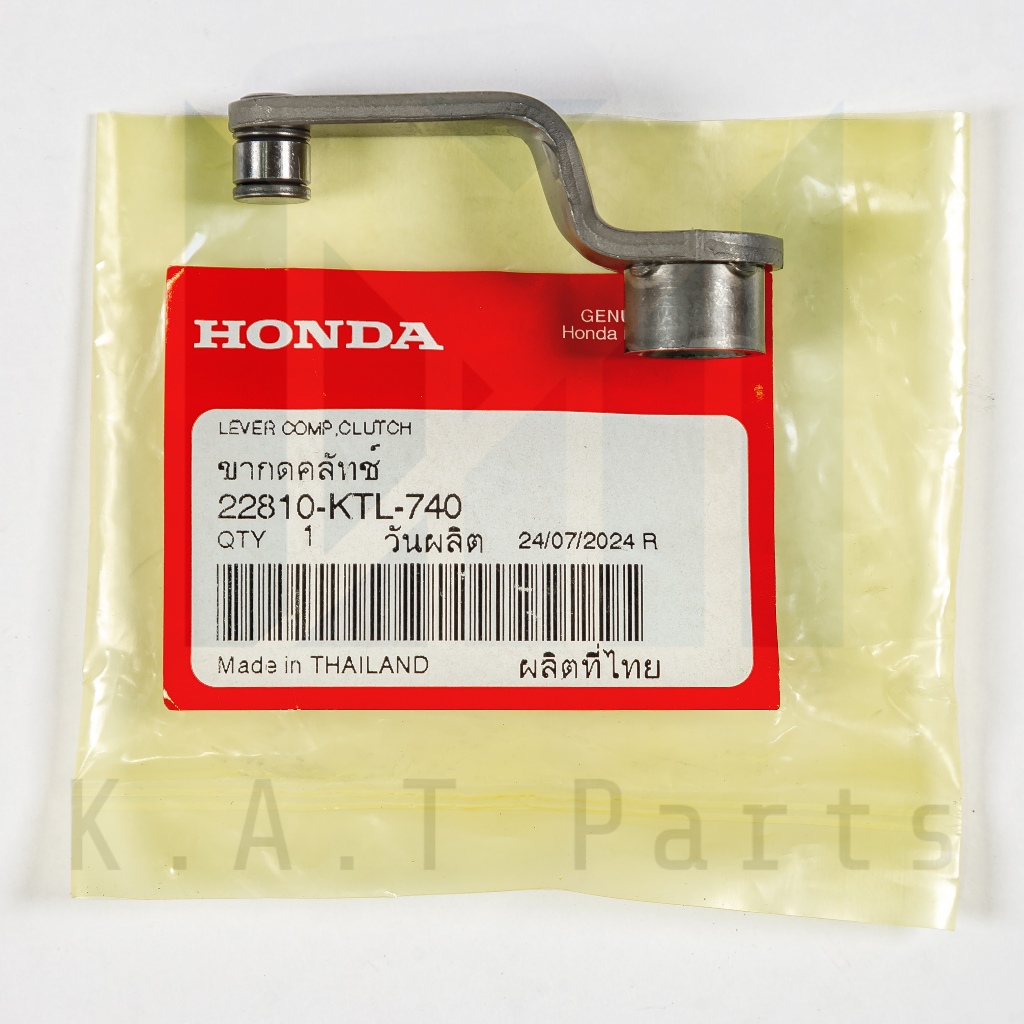 HONDA
GENU
Honda
LEVER COMP,CLUTCH
ขากดคลัทช์
22810-KTL-740
QTY 1 วันผลิต 24/07/2024 R
Made in THAILAND ผลิตที่ไทย
K.A.T Parts